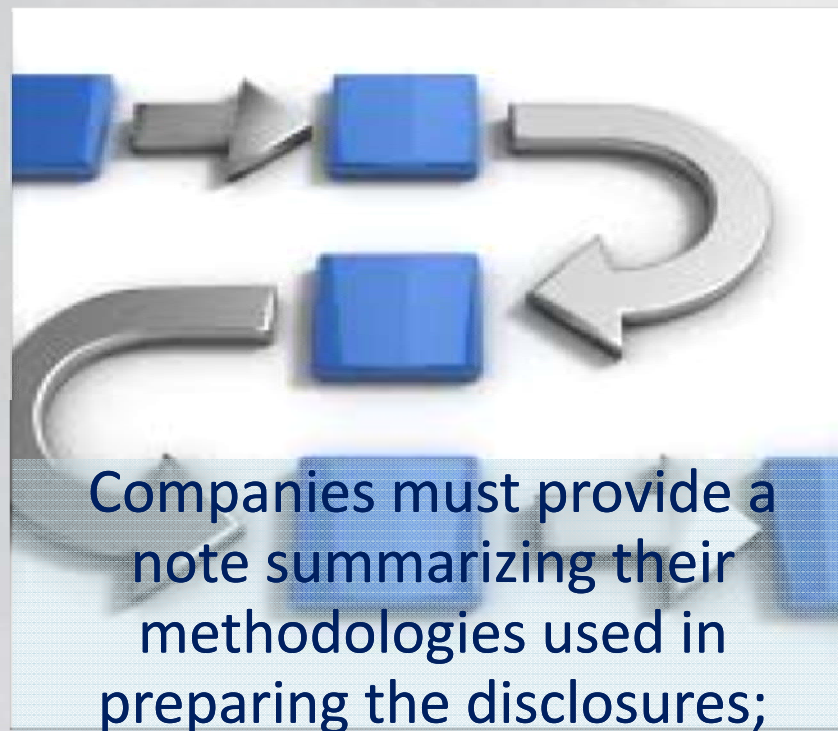 Companies must provide a
note summarizing their
methodologies used in
preparing the disclosures;